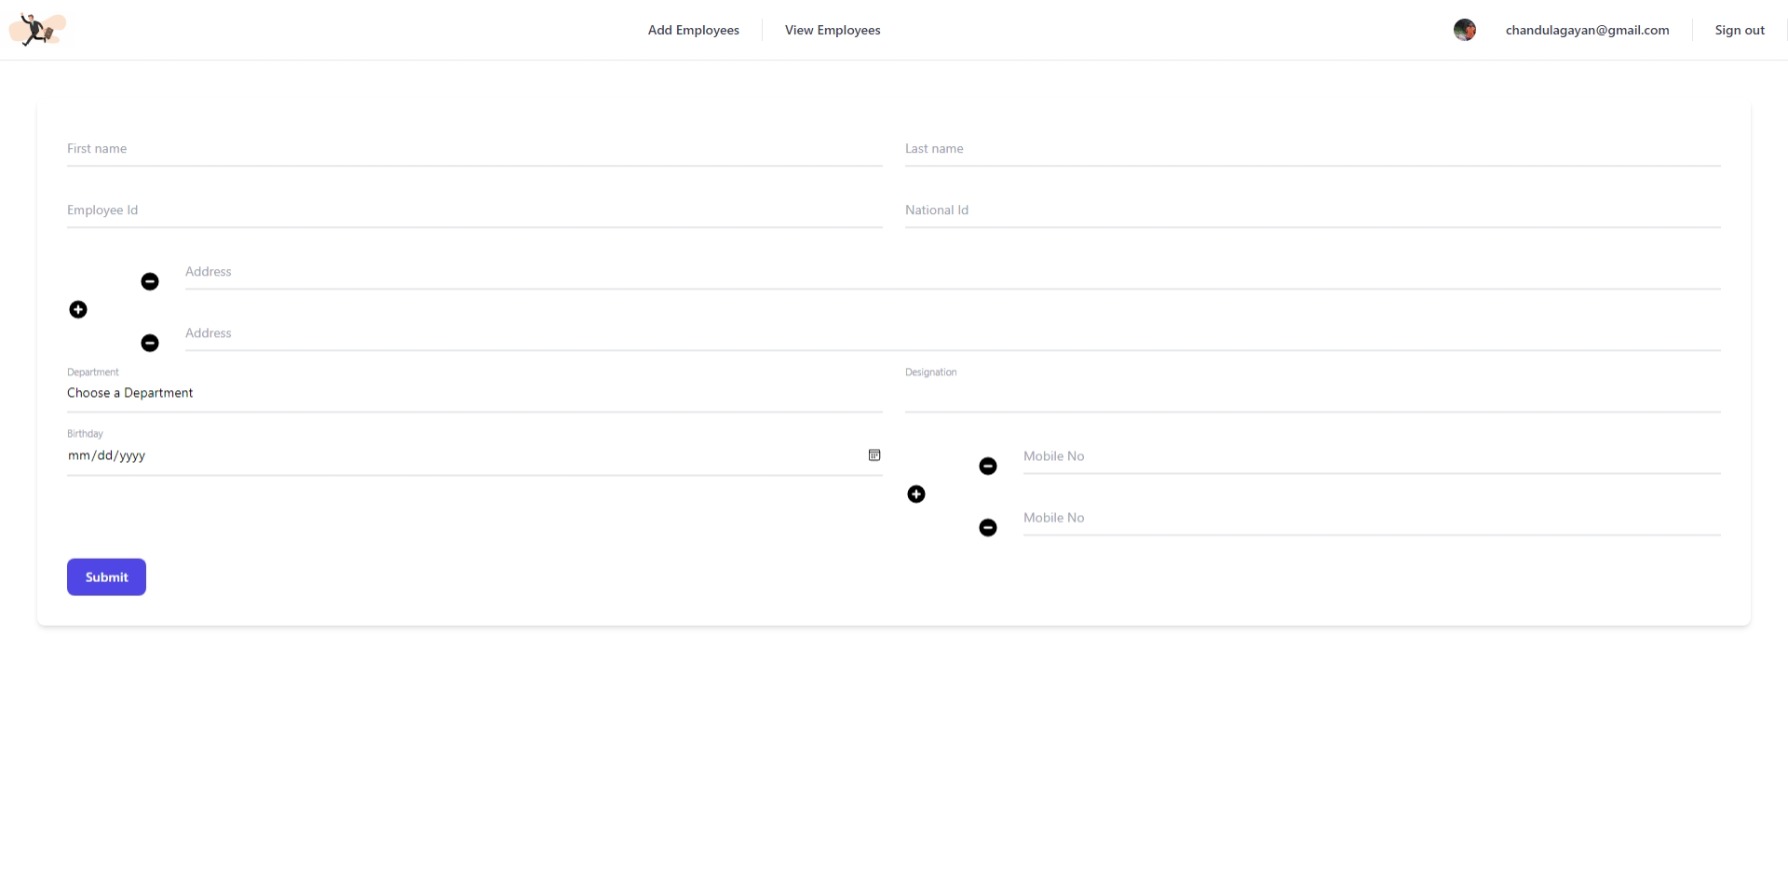 Add Employees
View Employees
chandulagayan@gmail.com
Sign out
First name
Last name
Employee Id
National Id
Address
Address
Department
Choose a Department
Designation
Birthday
mm/dd/yyyy
Mobile No
Mobile No
Submit